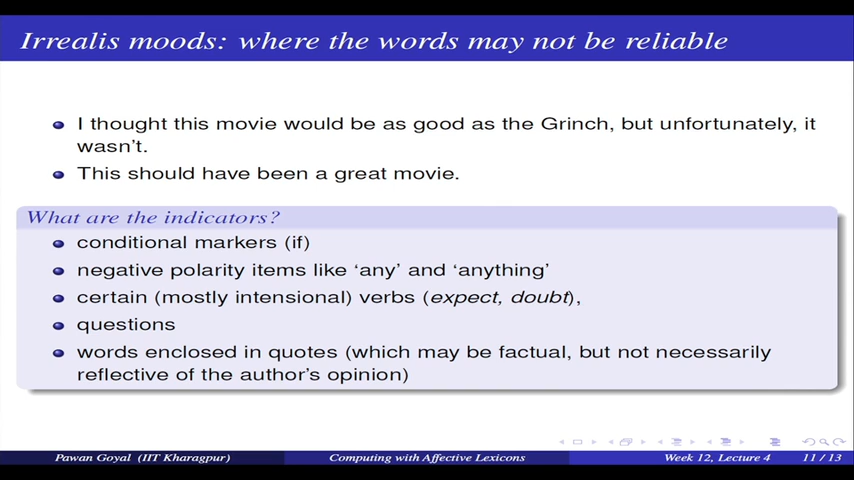 Irrealis moods: where the words may not be reliable
I thought this movie would be as good as the Grinch, but unfortunately, it
wasn't.
This should have been a great movie.
What are the indicators?
conditional markers (if)
negative polarity items like ‘any’ and ‘anything’
certain (mostly intensional) verbs (expect, doubt),
questions
words enclosed in quotes (which may be factual, but not necessarily
reflective of the author's opinion)
Pawan Goyal (IIT Kharagpur) Computing with Affective Lexicons Week 12, Lecture 4 11 / 13